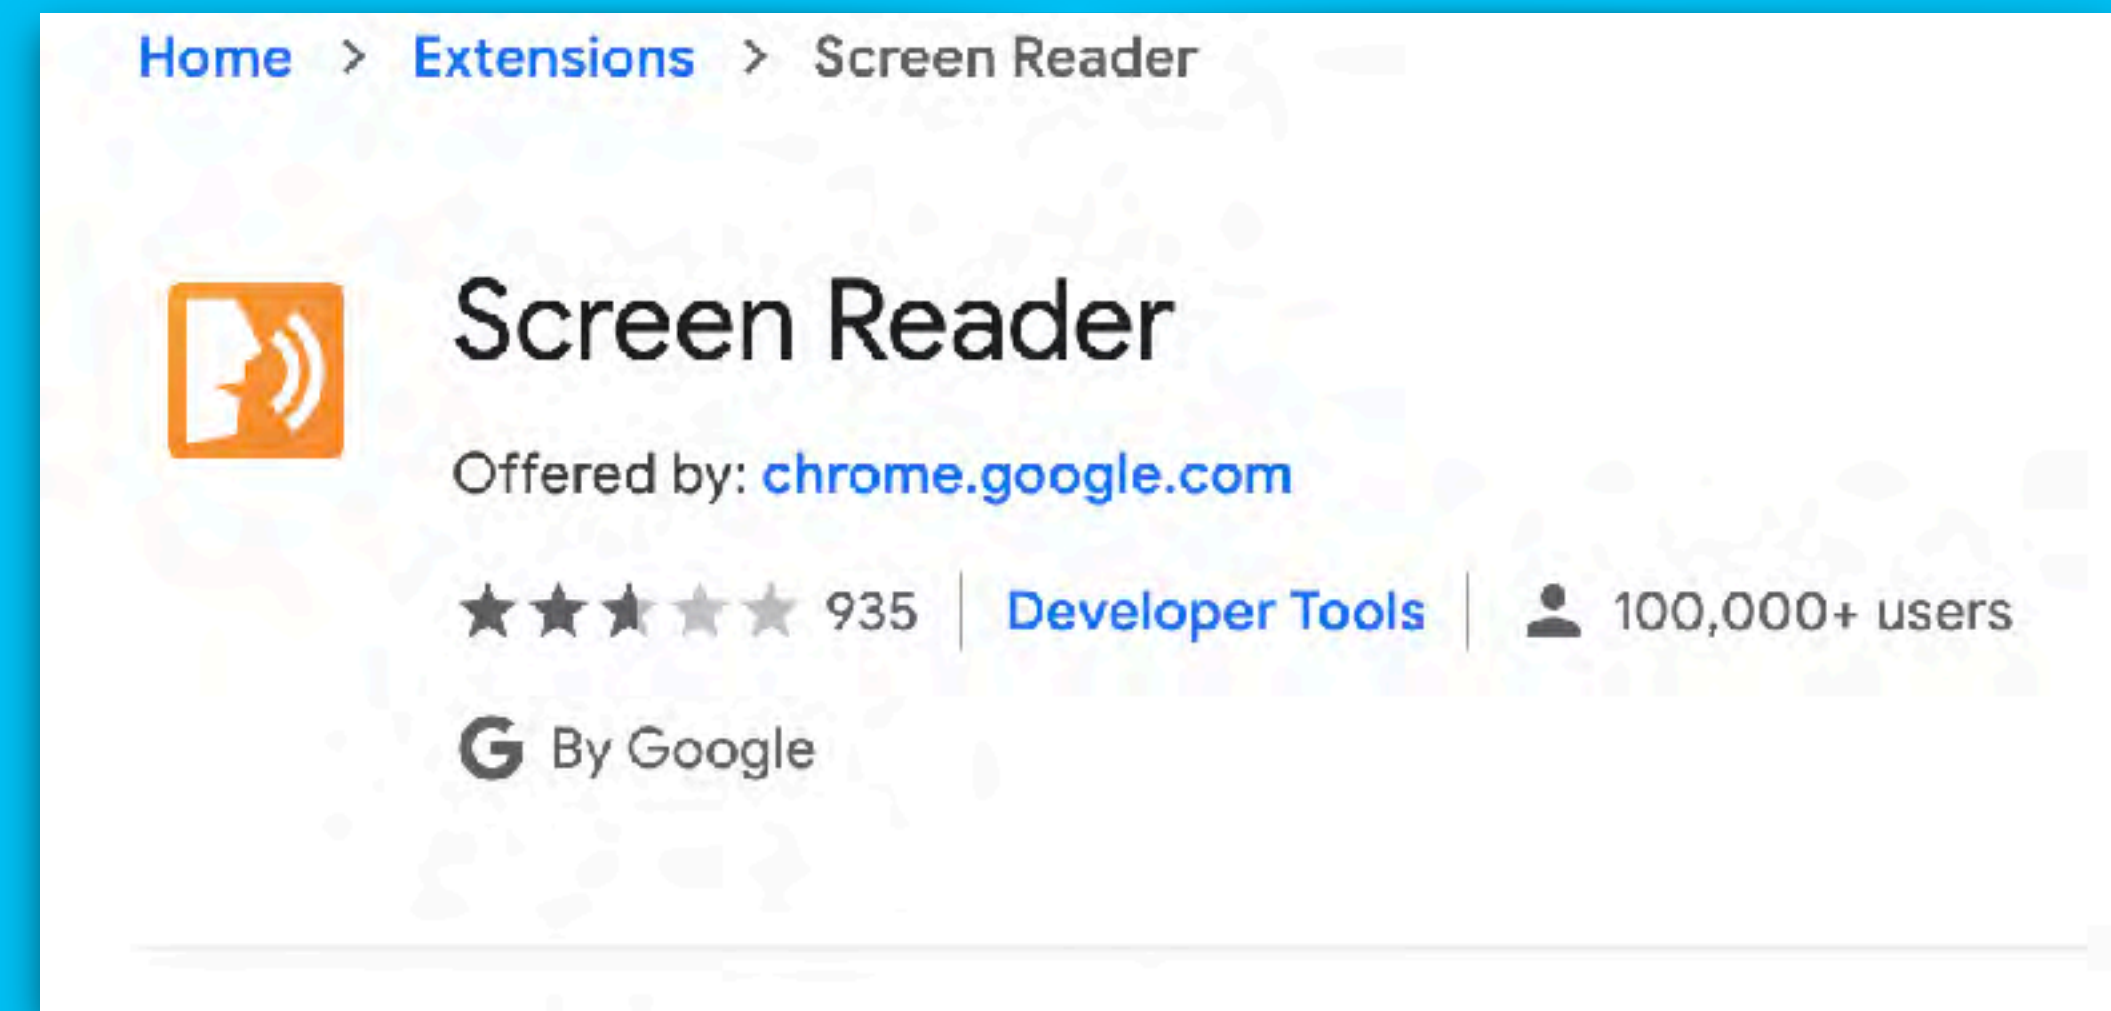 Home > Extensions > Screen Reader
Screen Reader
Offered by: chrome.google.com
935 | Developer Tools | 100,000+ users
G By Google